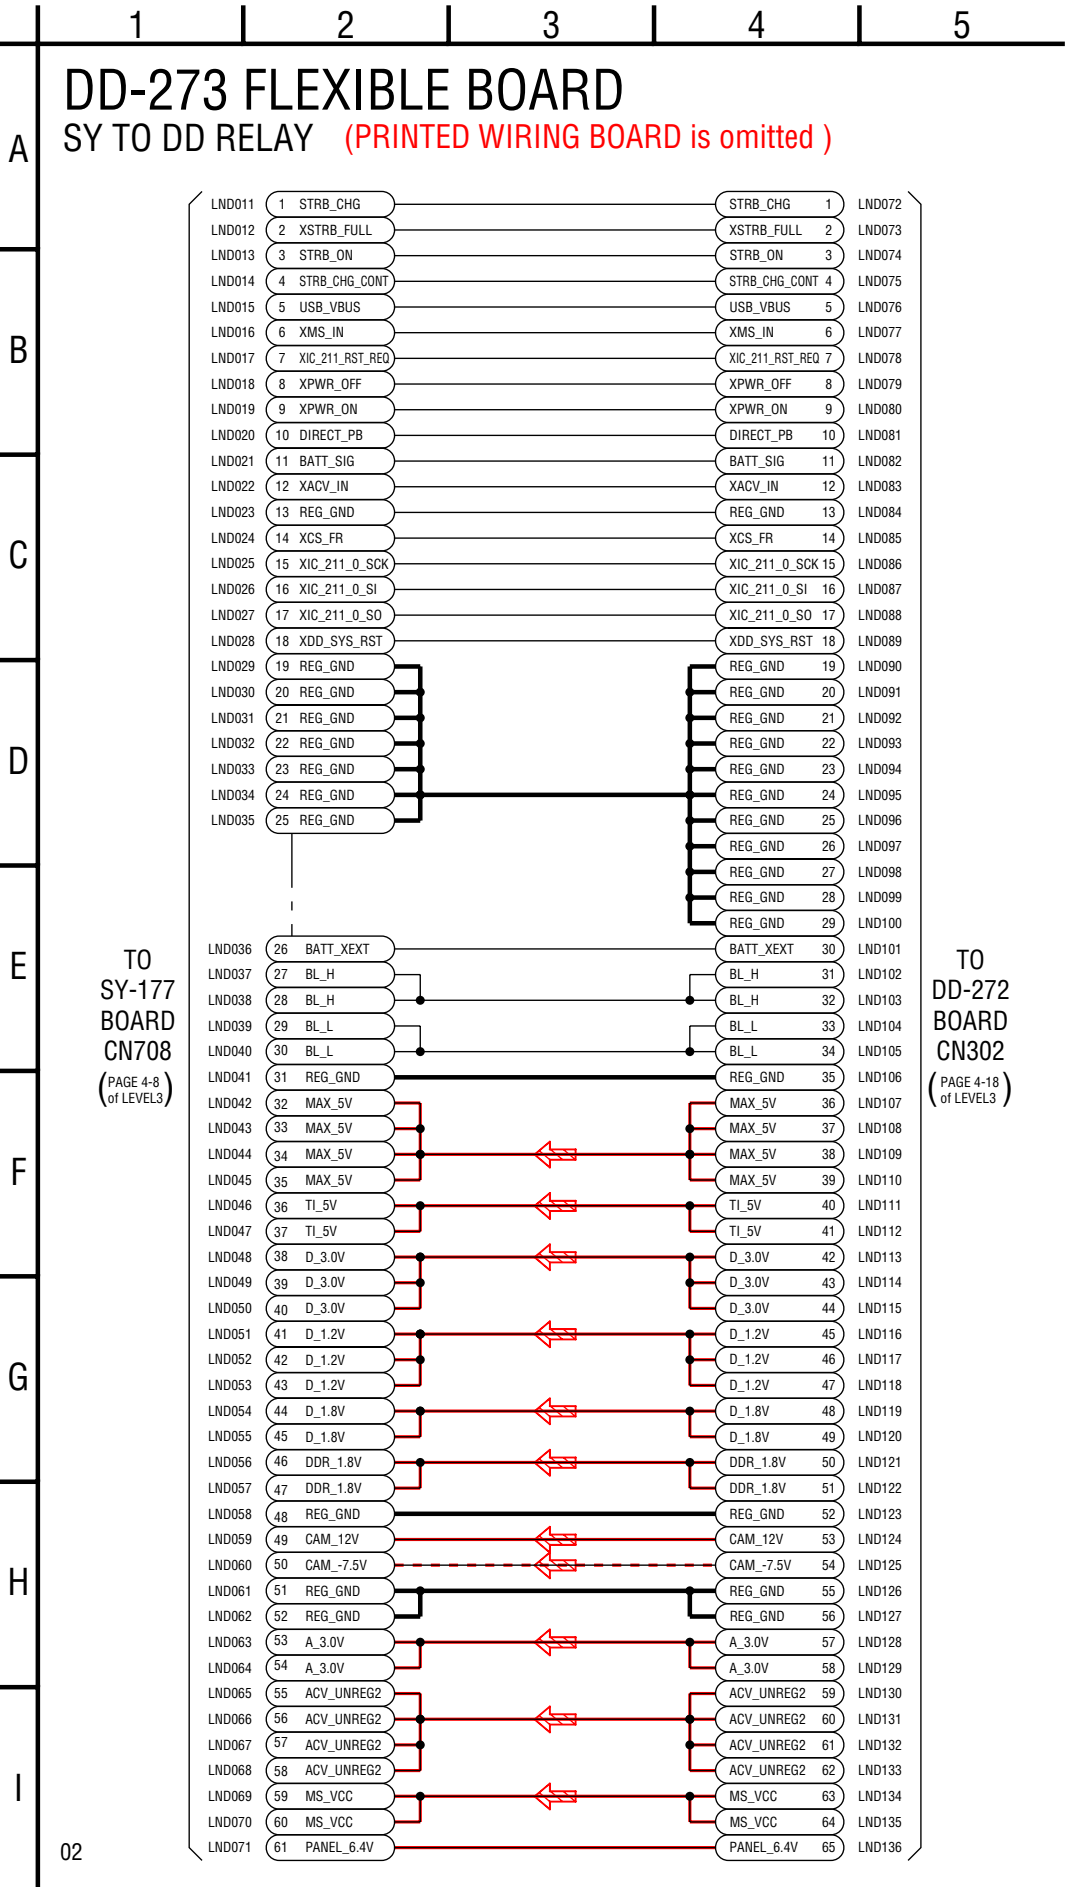 1 2 3 4 5
DD-273 FLEXIBLE BOARD
SY TO DD RELAY (PRINTED WIRING BOARD is omitted )
A
LND011 1 STRB_CHG STRB_CHG 1 LND072
LND012 2 XSTRB_FULL XSTRB_FULL 2 LND073
LND013 3 STRB_ON STRB_ON 3 LND074
LND014 4 STRB_CHG_CONT STRB_CHG_CONT 4 LND075
LND015 5 USB_VBUS USB_VBUS 5 LND076
LND016 6 XMS_IN XMS_IN 6 LND077
B
LND017 7 XIC_211_RST_REQ XIC_211_RST_REQ 7 LND078
LND018 8 XPWR_OFF XPWR_OFF 8 LND079
LND019 9 XPWR_ON XPWR_ON 9 LND080
LND020 10 DIRECT_PB DIRECT_PB 10 LND081
LND021 11 BATT_SIG BATT_SIG 11 LND082
LND022 12 XACV_IN XACV_IN 12 LND083
LND023 13 REG_GND REG_GND 13 LND084
LND024 14 XCS_FR XCS_FR 14 LND085
C
LND025 15 XIC_211_0_SCK XIC_211_0_SCK 15 LND086
LND026 16 XIC_211_0_SI XIC_211_0_SI 16 LND087
LND027 17 XIC_211_0_SO XIC_211_0_SO 17 LND088
LND028 18 XDD_SYS_RST XDD_SYS_RST 18 LND089
LND029 19 REG_GND REG_GND 19 LND090
LND030 20 REG_GND REG_GND 20 LND091
LND031 21 REG_GND REG_GND 21 LND092
LND032 22 REG_GND REG_GND 22 LND093
D
LND033 23 REG_GND REG_GND 23 LND094
LND034 24 REG_GND REG_GND 24 LND095
LND035 25 REG_GND REG_GND 25 LND096
REG_GND 26 LND097
REG_GND 27 LND098
REG_GND 28 LND099
REG_GND 29 LND100
LND036 26 BATT_XEXT BATT_XEXT 30 LND101
E
TO
SY-177
BOARD
CN708
(PAGE 4-8
of LEVEL3)
TO
DD-272
BOARD
CN302
(PAGE 4-18
of LEVEL3)
LND037 27 BL_H BL_H 31 LND102
LND038 28 BL_H BL_H 32 LND103
LND039 29 BL_L BL_L 33 LND104
LND040 30 BL_L BL_L 34 LND105
LND041 31 REG_GND REG_GND 35 LND106
LND042 32 MAX_5V MAX_5V 36 LND107
LND043 33 MAX_5V MAX_5V 37 LND108
LND044 34 MAX_5V MAX_5V 38 LND109
F
LND045 35 MAX_5V MAX_5V 39 LND110
LND046 36 TI_5V TI_5V 40 LND111
LND047 37 TI_5V TI_5V 41 LND112
LND048 38 D_3.0V D_3.0V 42 LND113
LND049 39 D_3.0V D_3.0V 43 LND114
LND050 40 D_3.0V D_3.0V 44 LND115
LND051 41 D_1.2V D_1.2V 45 LND116
LND052 42 D_1.2V D_1.2V 46 LND117
G
LND053 43 D_1.2V D_1.2V 47 LND118
LND054 44 D_1.8V D_1.8V 48 LND119
LND055 45 D_1.8V D_1.8V 49 LND120
LND056 46 DDR_1.8V DDR_1.8V 50 LND121
LND057 47 DDR_1.8V DDR_1.8V 51 LND122
LND058 48 REG_GND REG_GND 52 LND123
LND059 49 CAM_12V CAM_12V 53 LND124
LND060 50 CAM_-7.5V CAM_-7.5V 54 LND125
H
LND061 51 REG_GND REG_GND 55 LND126
LND062 52 REG_GND REG_GND 56 LND127
LND063 53 A_3.0V A_3.0V 57 LND128
LND064 54 A_3.0V A_3.0V 58 LND129
LND065 55 ACV_UNREG2 ACV_UNREG2 59 LND130
LND066 56 ACV_UNREG2 ACV_UNREG2 60 LND131
LND067 57 ACV_UNREG2 ACV_UNREG2 61 LND132
LND068 58 ACV_UNREG2 ACV_UNREG2 62 LND133
I
LND069 59 MS_VCC MS_VCC 63 LND134
LND070 60 MS_VCC MS_VCC 64 LND135
LND071 61 PANEL_6.4V PANEL_6.4V 65 LND136
02